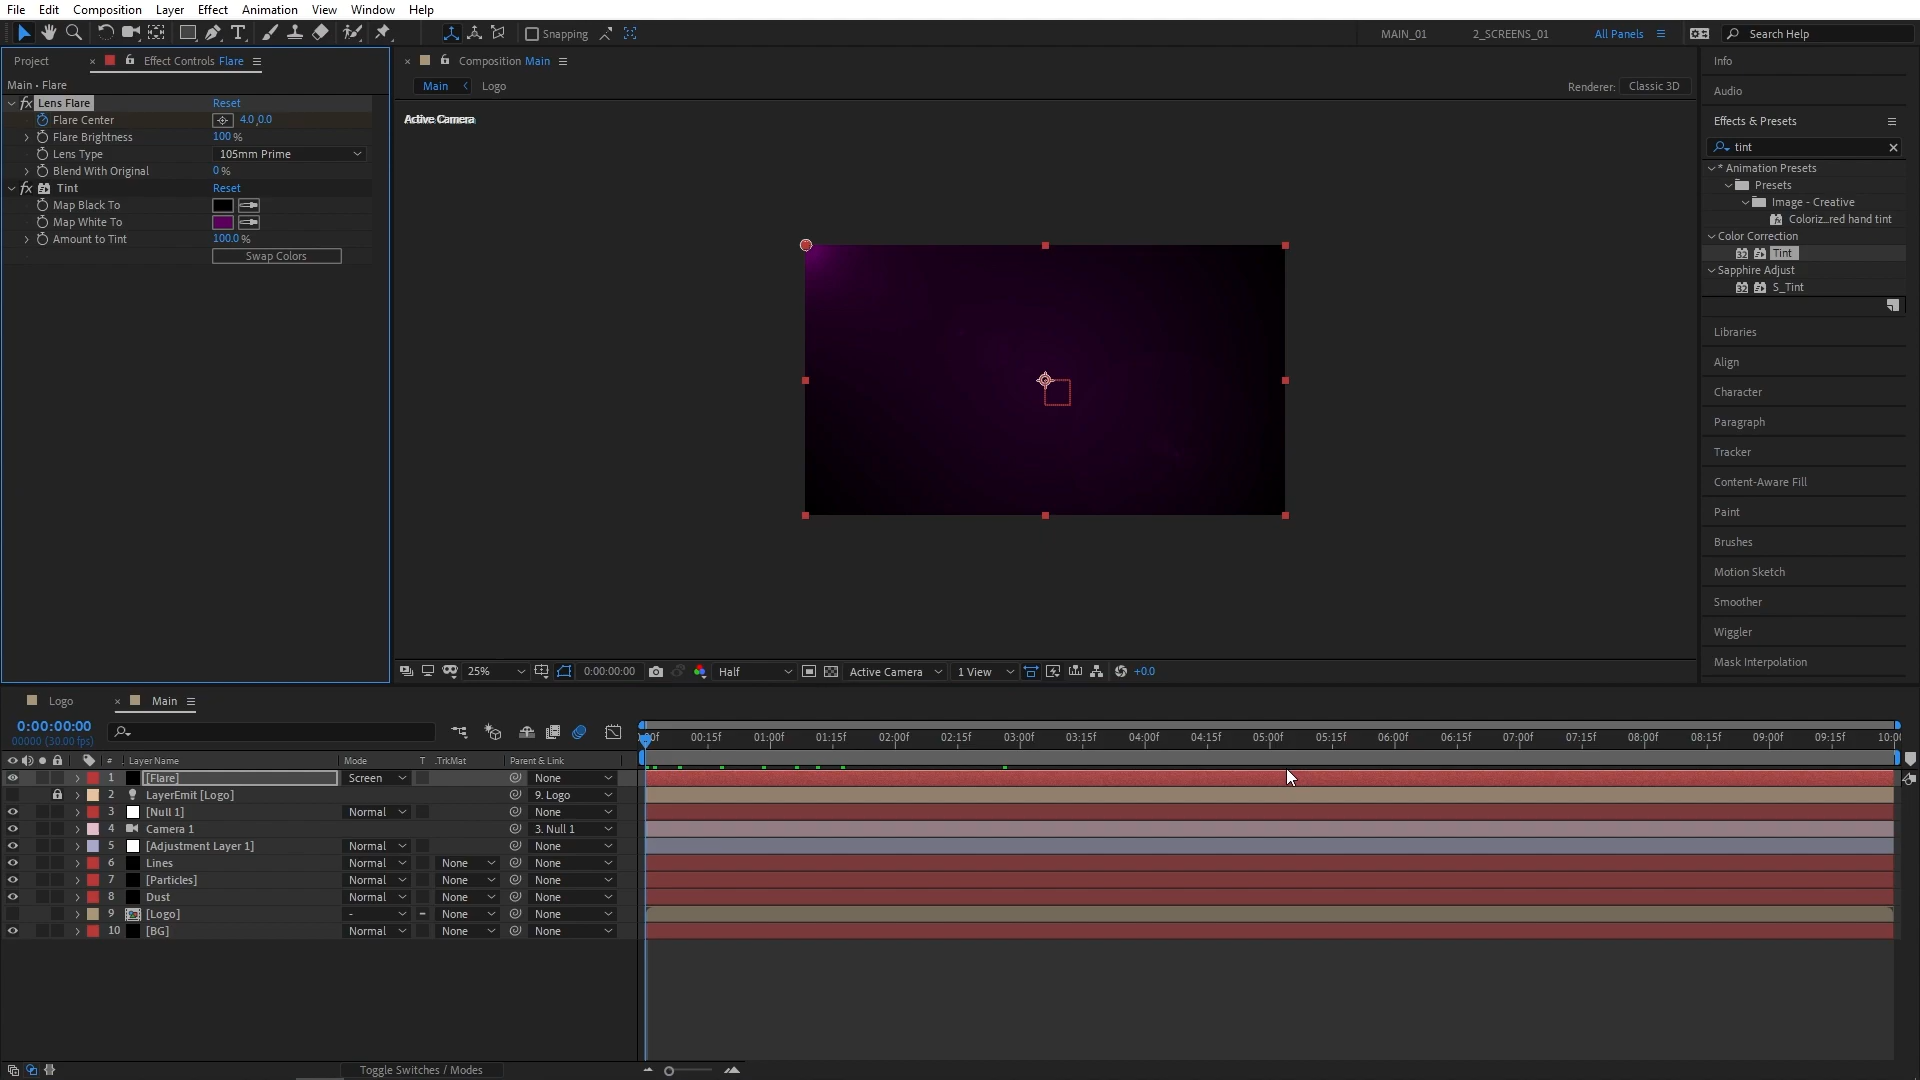 File Edit Composition Layer Effect Animation View Window Help
Snapping MAIN_01 2_SCREENS_01 All Panels Search Help
Project × Effect Controls Flare
× Composition Main
Info
Main • Flare
Main Logo
Renderer: Classic 3D
Audio
fx Lens Flare Reset
Flare Center 4.0,0.0
Active Camera
Effects & Presets
Flare Brightness 100 %
Lens Type 105mm Prime
tint
Blend With Original 0 %
* Animation Presets
fx Tint Reset
Presets
Map Black To
Image - Creative
Map White To
Coloriz...red hand tint
Amount to Tint 100.0 %
Color Correction
Swap Colors
32 Tint
Sapphire Adjust
32 S_Tint
Libraries
Align
Character
Paragraph
Tracker
Content-Aware Fill
Paint
Brushes
Motion Sketch
Smoother
Wiggler
Mask Interpolation
25% 0:00:00:00 Half Active Camera 1 View +0.0
Logo × Main
0:00:00:00
00000 (30.00 fps)
00:15f 01:00f 01:15f 02:00f 02:15f 03:00f 03:15f 04:00f 04:15f 05:00f 05:15f 06:00f 06:15f 07:00f 07:15f 08:00f 08:15f 09:00f 09:15f 10:0
# Layer Name Mode T .TrkMat Parent & Link
1 [Flare] Screen None
2 LayerEmit [Logo] 9. Logo
3 [Null 1] Normal None
4 Camera 1 3. Null 1
5 [Adjustment Layer 1] Normal None
6 Lines Normal None None
7 [Particles] Normal None None
8 Dust Normal None None
9 [Logo] - None None
10 [BG] Normal None None
Toggle Switches / Modes